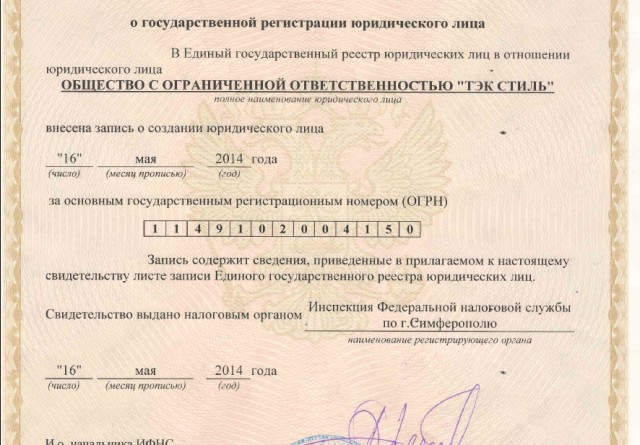 о государственной регистрации юридического лица
В Единый государственный реестр юридических лиц в отношении
юридического лица
ОБЩЕСТВО С ОГРАНИЧЕННОЙ ОТВЕТСТВЕННОСТЬЮ "ТЭК СТИЛЬ"
полное наименование юридического лица
внесена запись о создании юридического лица
"16" мая 2014 года
(число) (месяц прописью) (год)
за основным государственным регистрационным номером (ОГРН)
1 1 4 9 1 0 2 0 0 4 1 5 0
Запись содержит сведения, приведенные в прилагаемом к настоящему
свидетельству листе записи Единого государственного реестра юридических лиц.
Свидетельство выдано налоговым органом Инспекция Федеральной налоговой службы
по г.Симферополю
наименование регистрирующего органа
"16" мая 2014 года
(число) (месяц прописью) (год)
И.о. начальника ИФНС